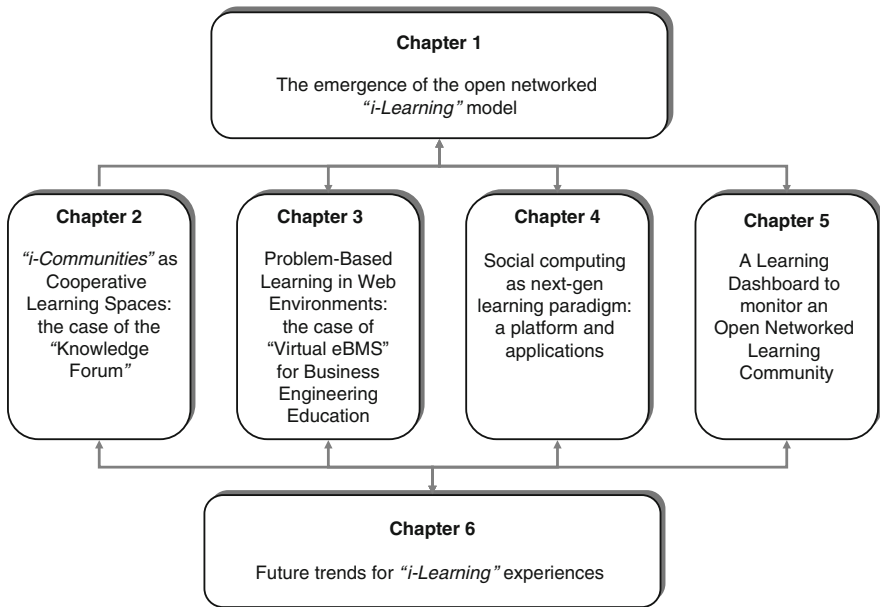 Chapter 1
The emergence of the open networked
“i-Learning” model
Chapter 2
“i-Communities” as
Cooperative
Learning Spaces:
the case of the
“Knowledge
Forum”
Chapter 3
Problem-Based
Learning in Web
Environments:
the case of
“Virtual eBMS”
for Business
Engineering
Education
Chapter 4
Social computing
as next-gen
learning paradigm:
a platform and
applications
Chapter 5
A Learning
Dashboard to
monitor an
Open Networked
Learning
Community
Chapter 6
Future trends for “i-Learning” experiences